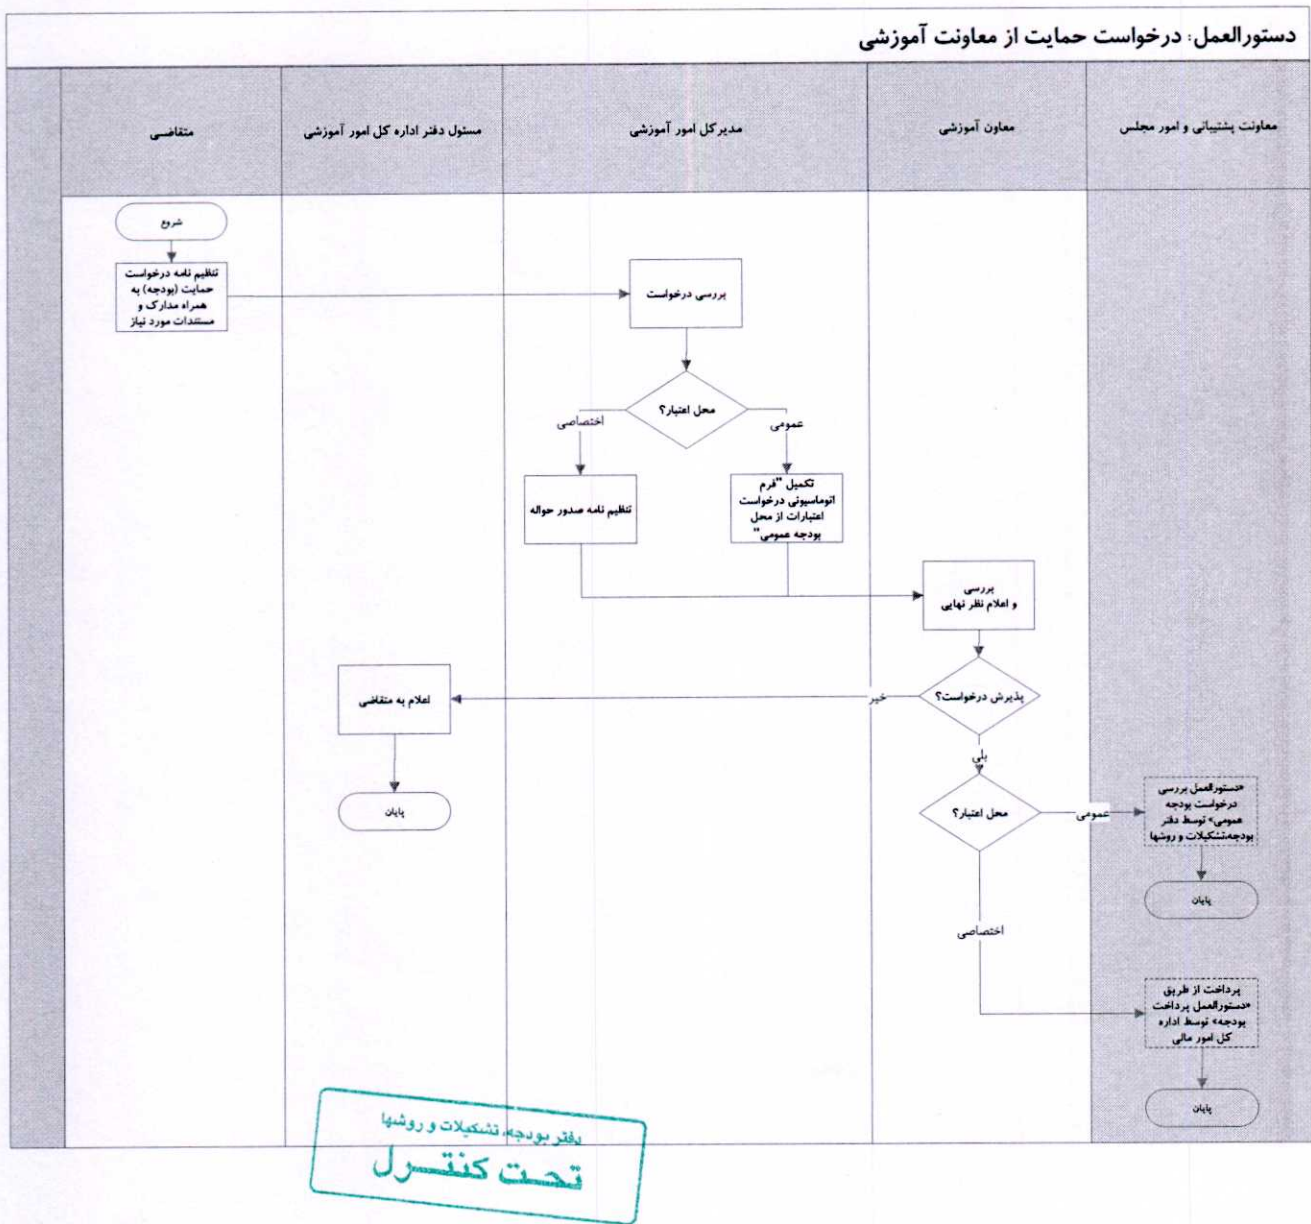 دستورالعمل: درخواست حمایت از معاونت آموزشی
معاونت پشتیبانی و امور مجلس
معاون آموزشی
مدیرکل امور آموزشی
مسئول دفتر اداره کل امور آموزشی
متقاضی
شروع
تنظیم نامه درخواست
حمایت (بودجه) به
همراه مدارک و
مستندات مورد نیاز
بررسی درخواست
محل اعتبار؟
عمومی
اختصاصی
تکمیل "فرم
اتوماسیونی درخواست
اعتبارات از محل
بودجه عمومی"
تنظیم نامه صدور حواله
بررسی
و اعلام نظر نهایی
پذیرش درخواست؟
خیر
اعلام به متقاضی
پایان
بلی
محل اعتبار؟
عمومی
«دستورالعمل بررسی
درخواست بودجه
عمومی» توسط دفتر
بودجه،تشکیلات و روشها
پایان
اختصاصی
پرداخت از طریق
«دستورالعمل پرداخت
بودجه» توسط اداره
کل امور مالی
پایان
دفتر بودجه، تشکیلات و روشها
تحت کنترل